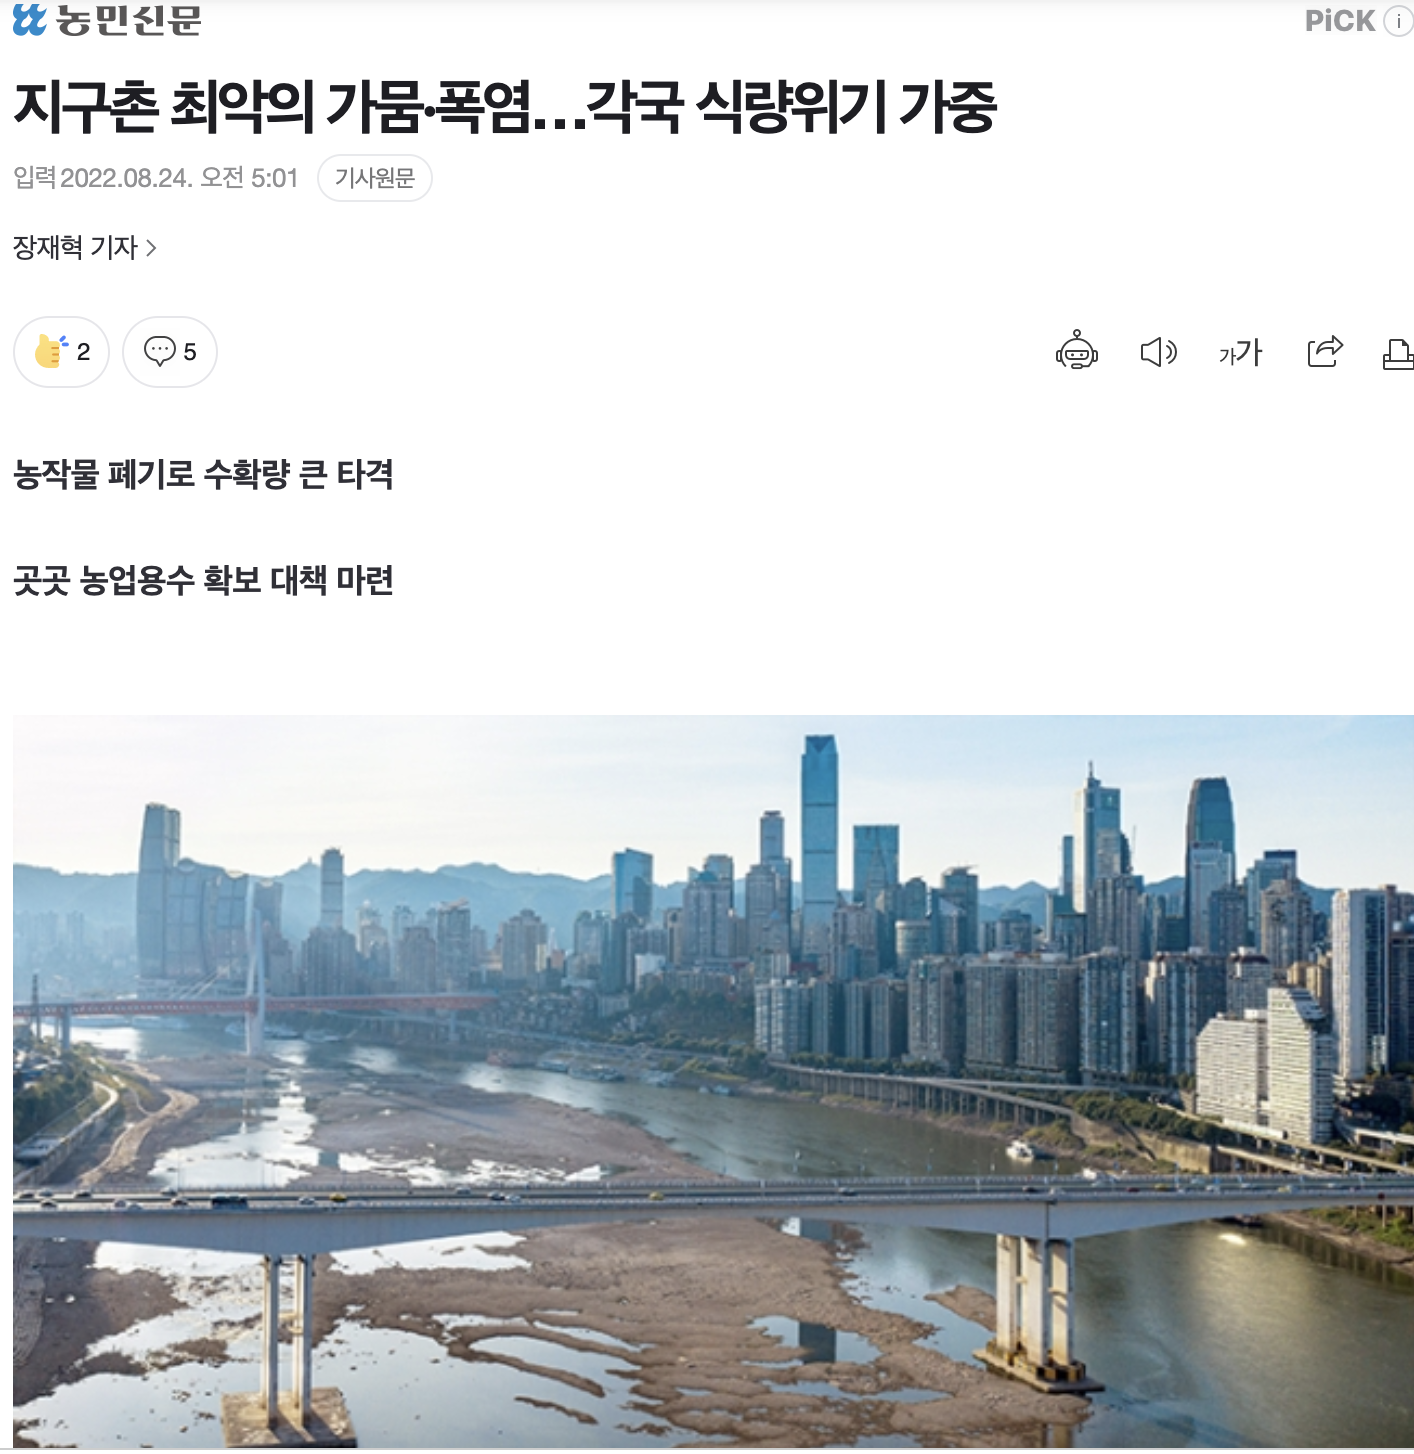 농민신문
PiCK i
지구촌 최악의 가뭄·폭염…각국 식량위기 가중
입력 2022.08.24. 오전 5:01 기사원문
장재혁 기자
2 5 가가
농작물 폐기로 수확량 큰 타격
곳곳 농업용수 확보 대책 마련